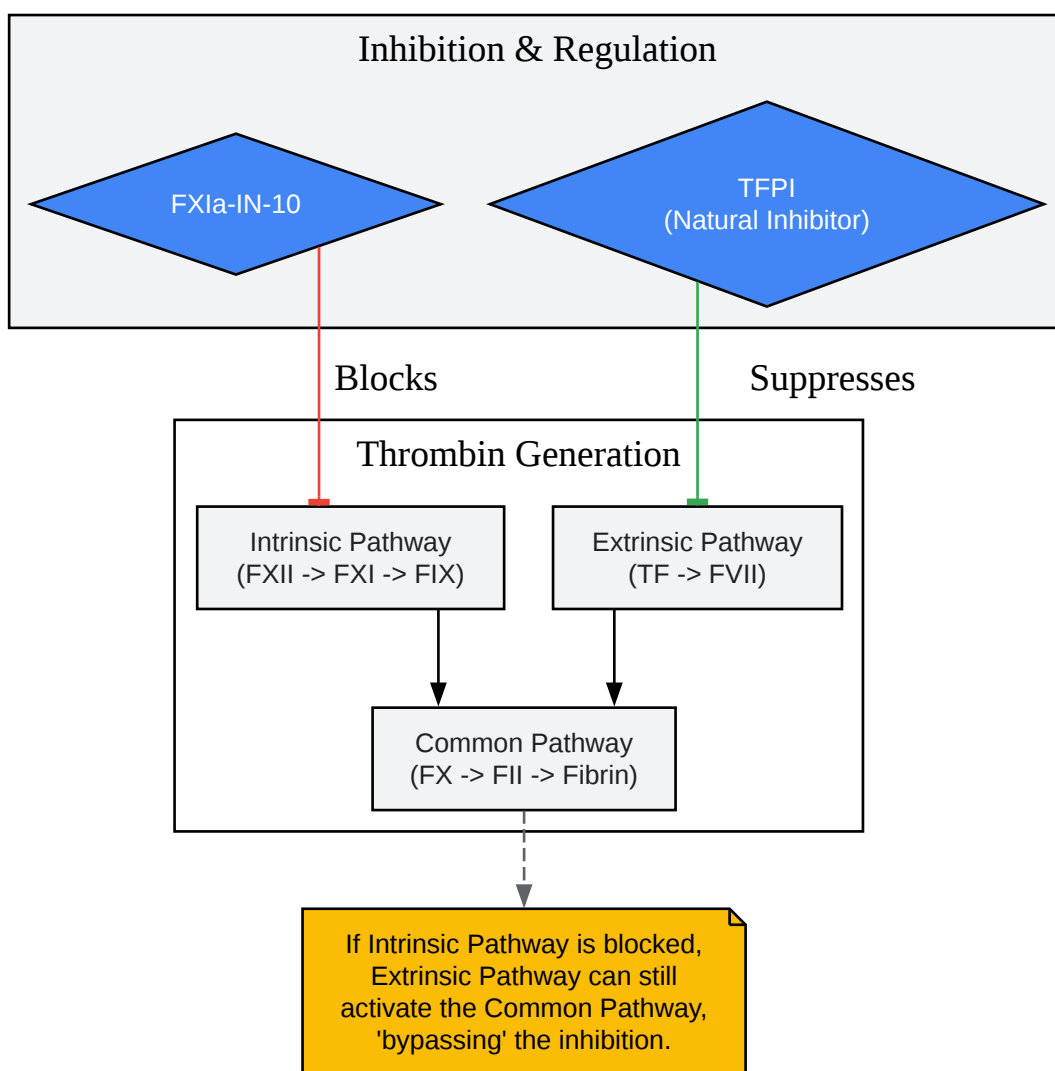 Inhibition & Regulation
FXIa-IN-10
TFPI
(Natural Inhibitor)
Blocks
Suppresses
Thrombin Generation
Intrinsic Pathway
(FXII -> FXI -> FIX)
Extrinsic Pathway
(TF -> FVII)
Common Pathway
(FX -> FII -> Fibrin)
If Intrinsic Pathway is blocked,
Extrinsic Pathway can still
activate the Common Pathway,
'bypassing' the inhibition.